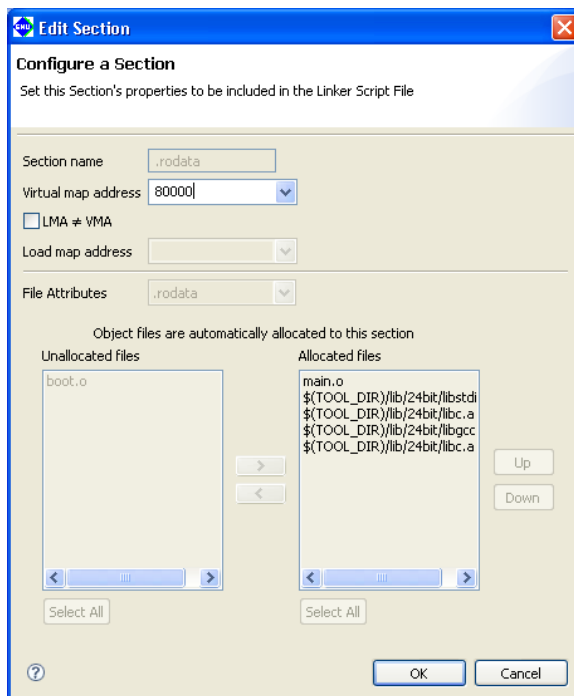 GNU Edit Section
Configure a Section
Set this Section's properties to be included in the Linker Script File
Section name .rodata
Virtual map address 80000
LMA ≠ VMA
Load map address
File Attributes .rodata
Object files are automatically allocated to this section
Unallocated files Allocated files
boot.o main.o
$(TOOL_DIR)/lib/24bit/libstdi
$(TOOL_DIR)/lib/24bit/libc.a
$(TOOL_DIR)/lib/24bit/libgcc
$(TOOL_DIR)/lib/24bit/libc.a
> Up
< Down
Select All Select All
? OK Cancel